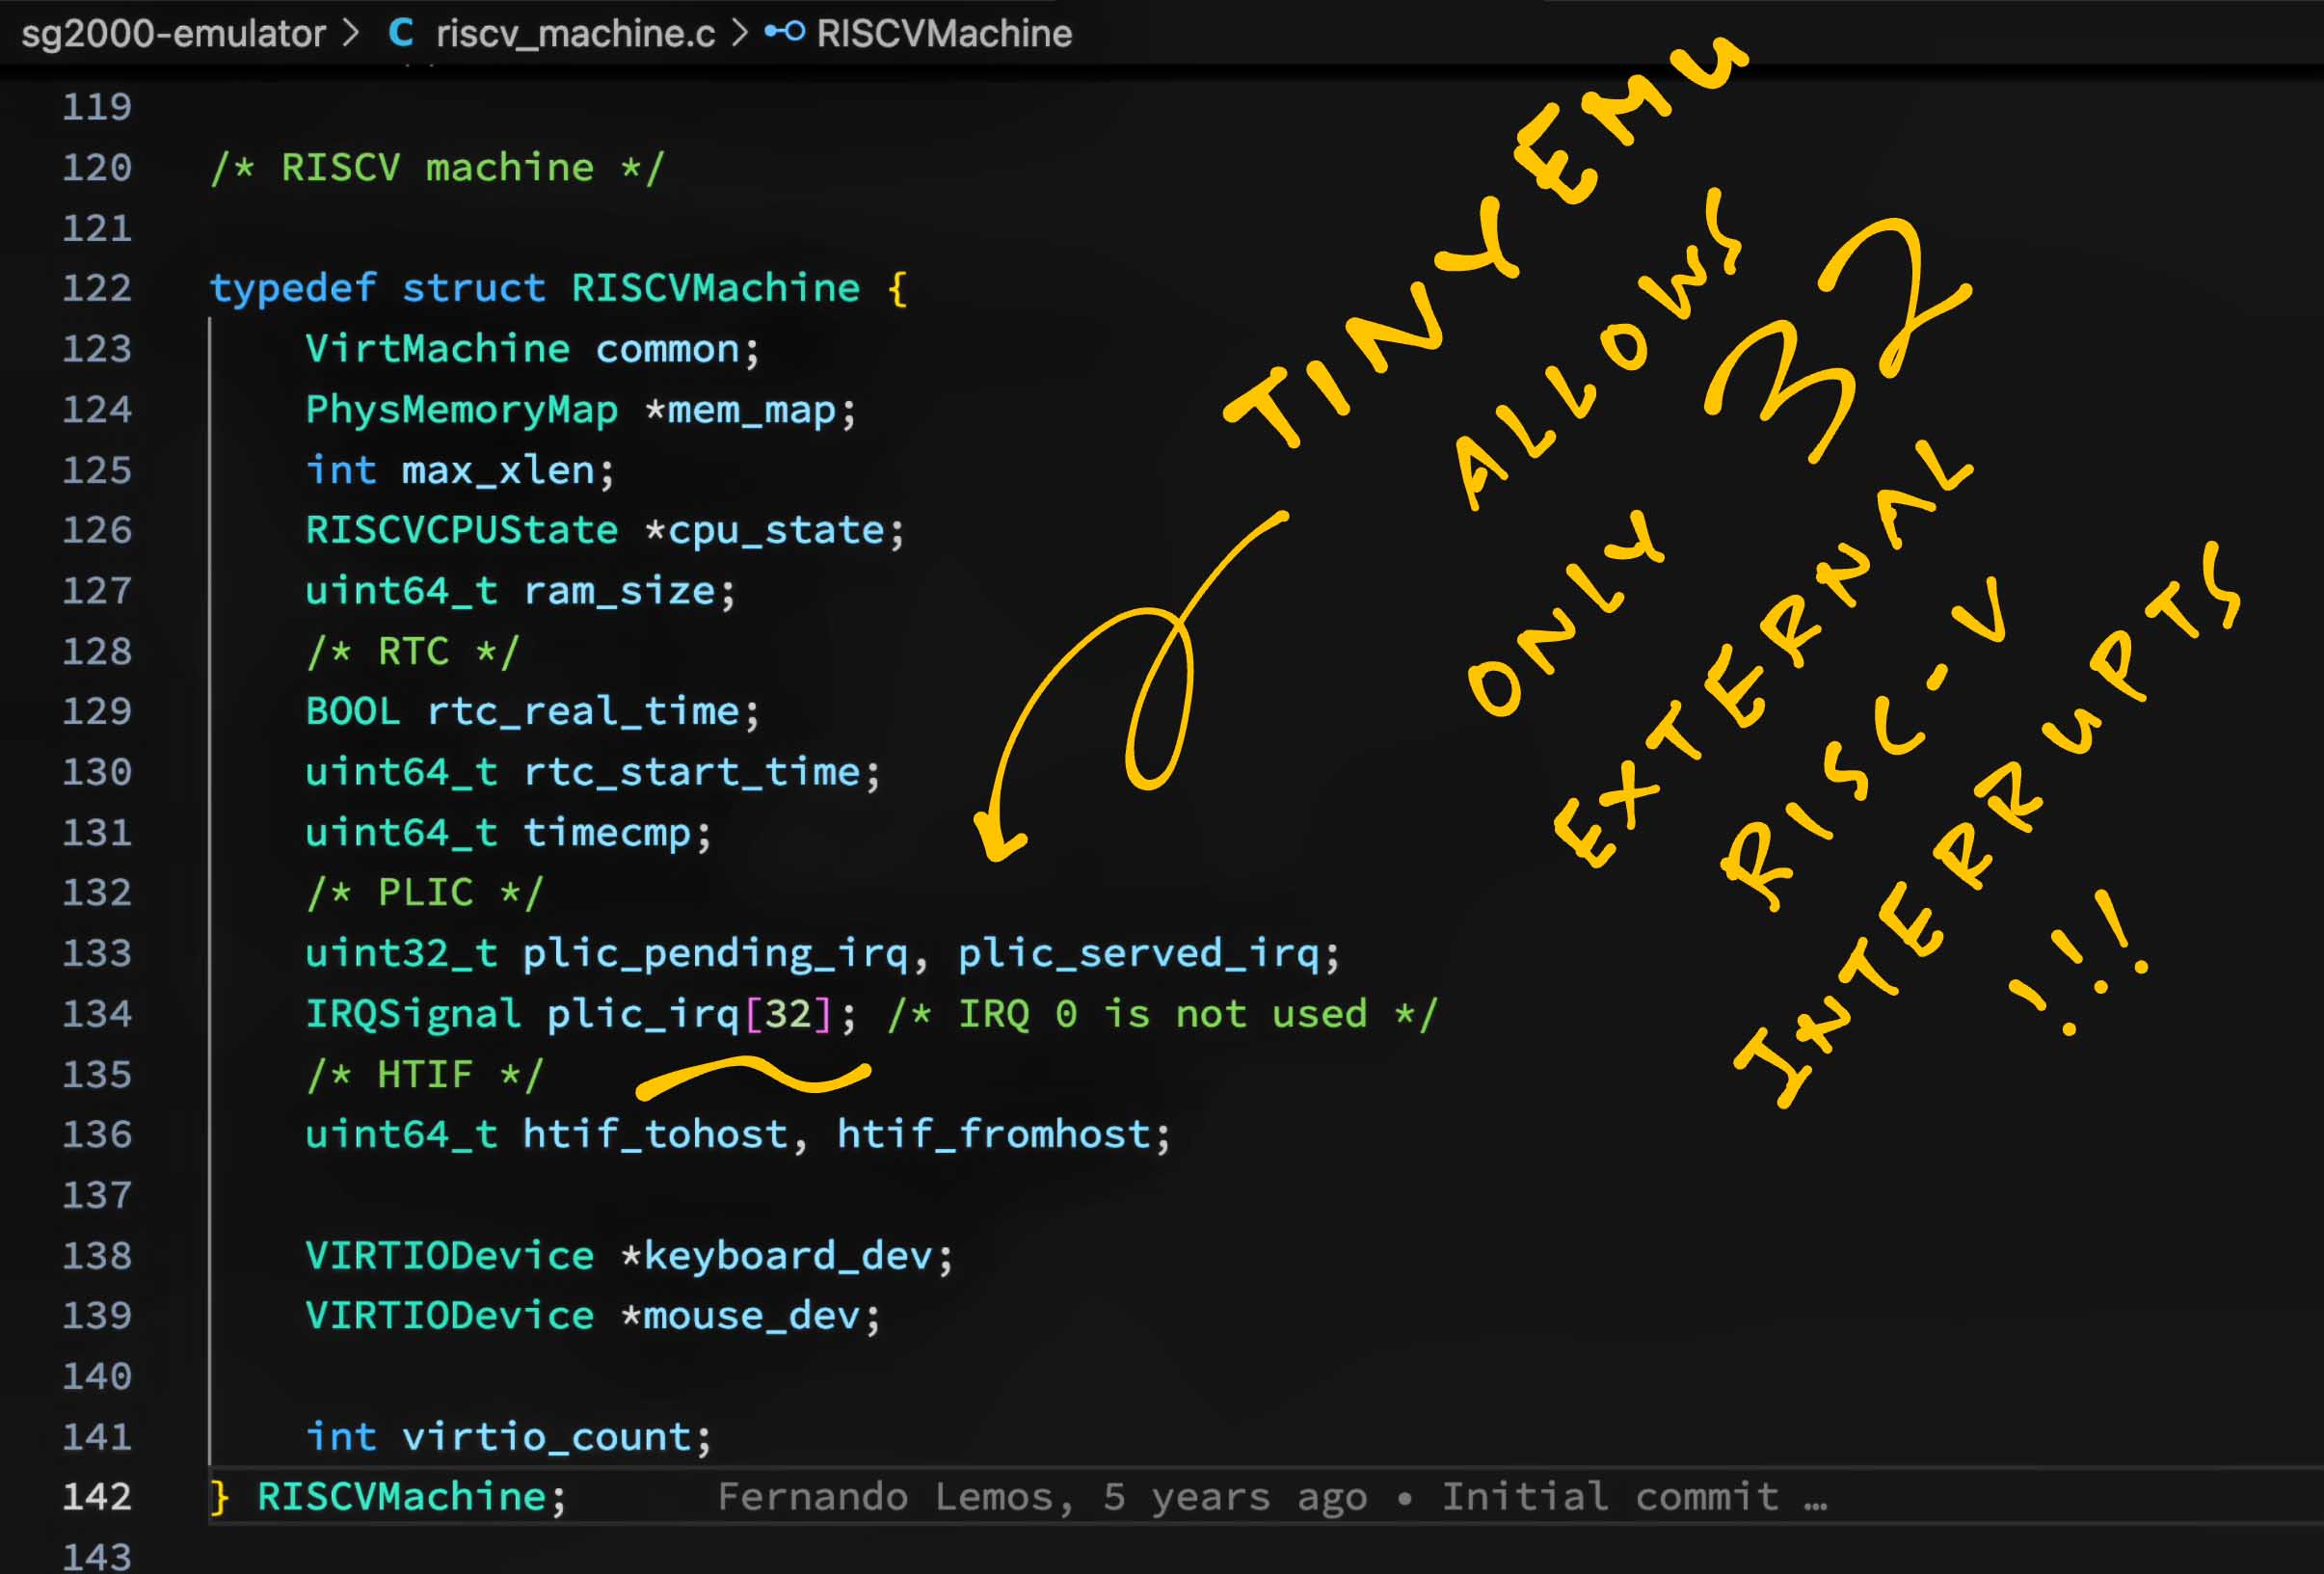 sg2000-emulator > C riscv_machine.c > RISCVMachine
119
120 /* RISCV machine */
121
122 typedef struct RISCVMachine {
123 VirtMachine common;
124 PhysMemoryMap *mem_map;
125 int max_xlen;
126 RISCVCPUState *cpu_state;
127 uint64_t ram_size;
128 /* RTC */
129 BOOL rtc_real_time;
130 uint64_t rtc_start_time;
131 uint64_t timecmp;
132 /* PLIC */
133 uint32_t plic_pending_irq, plic_served_irq;
134 IRQSignal plic_irq[32]; /* IRQ 0 is not used */
135 /* HTIF */
136 uint64_t htif_tohost, htif_fromhost;
137
138 VIRTIODevice *keyboard_dev;
139 VIRTIODevice *mouse_dev;
140
141 int virtio_count;
142 } RISCVMachine; Fernando Lemos, 5 years ago • Initial commit …
143
TINYEMU
ALLOWS
ONLY 32
EXTERNAL
RISC-V
INTERRUPTS
!!!